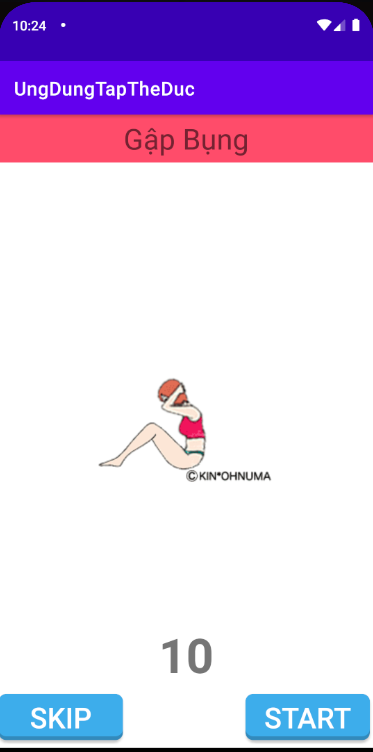 10:24
UngDungTapTheDuc
Gập Bụng
©KIN*OHNUMA
10
SKIP
START